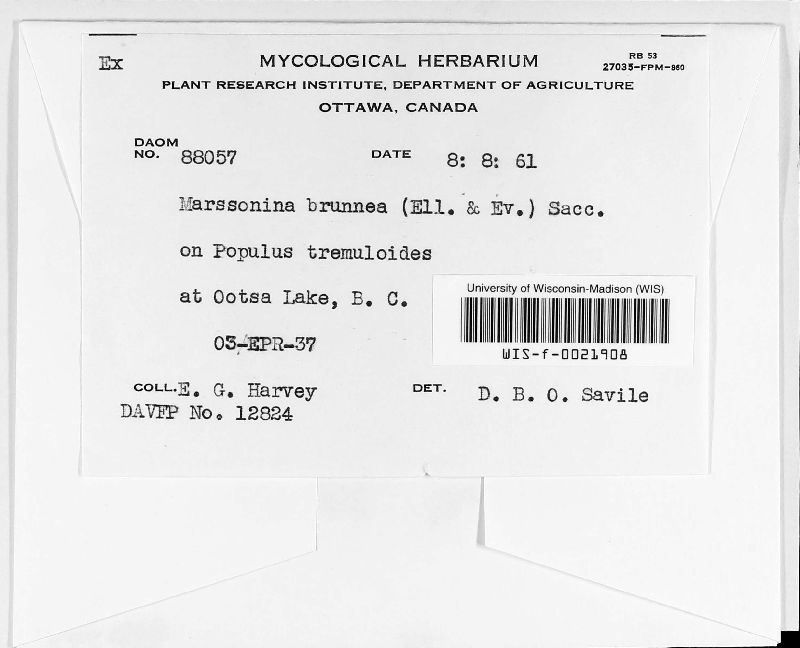 Ex
MYCOLOGICAL HERBARIUM
RB 53
27035-FPM-860
PLANT RESEARCH INSTITUTE, DEPARTMENT OF AGRICULTURE
OTTAWA, CANADA
DAOM
NO. 88057
DATE 8: 8: 61
Marssonina brunnea (Ell. & Ev.) Sacc.
on Populus tremuloides
at Ootsa Lake, B. C.
03-EPR-37
University of Wisconsin-Madison (WIS)
WIS-f-0021908
COLL. E. G. Harvey
DET. D. B. O. Savile
DAVFP No. 12824